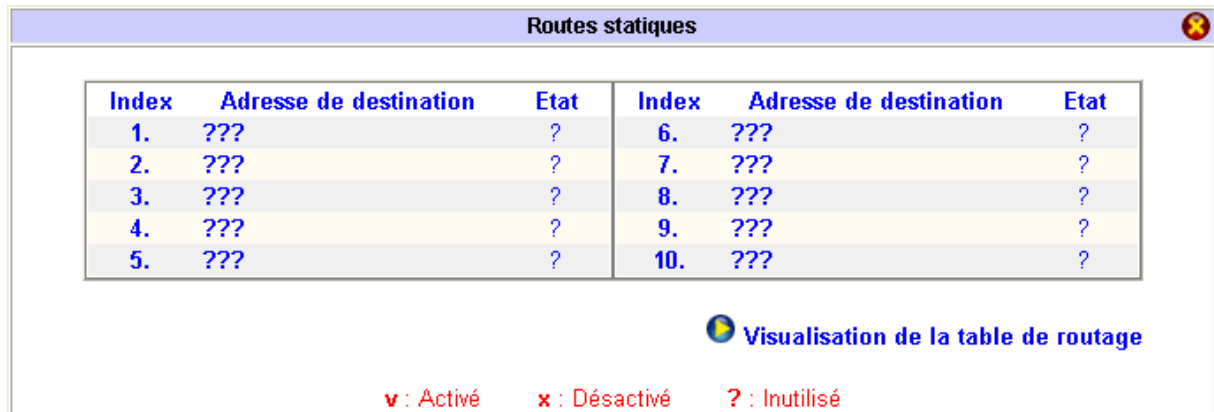 Routes statiques
Index Adresse de destination Etat Index Adresse de destination Etat
1. ??? ? 6. ??? ?
2. ??? ? 7. ??? ?
3. ??? ? 8. ??? ?
4. ??? ? 9. ??? ?
5. ??? ? 10. ??? ?
Visualisation de la table de routage
v : Activé x : Désactivé ? : Inutilisé